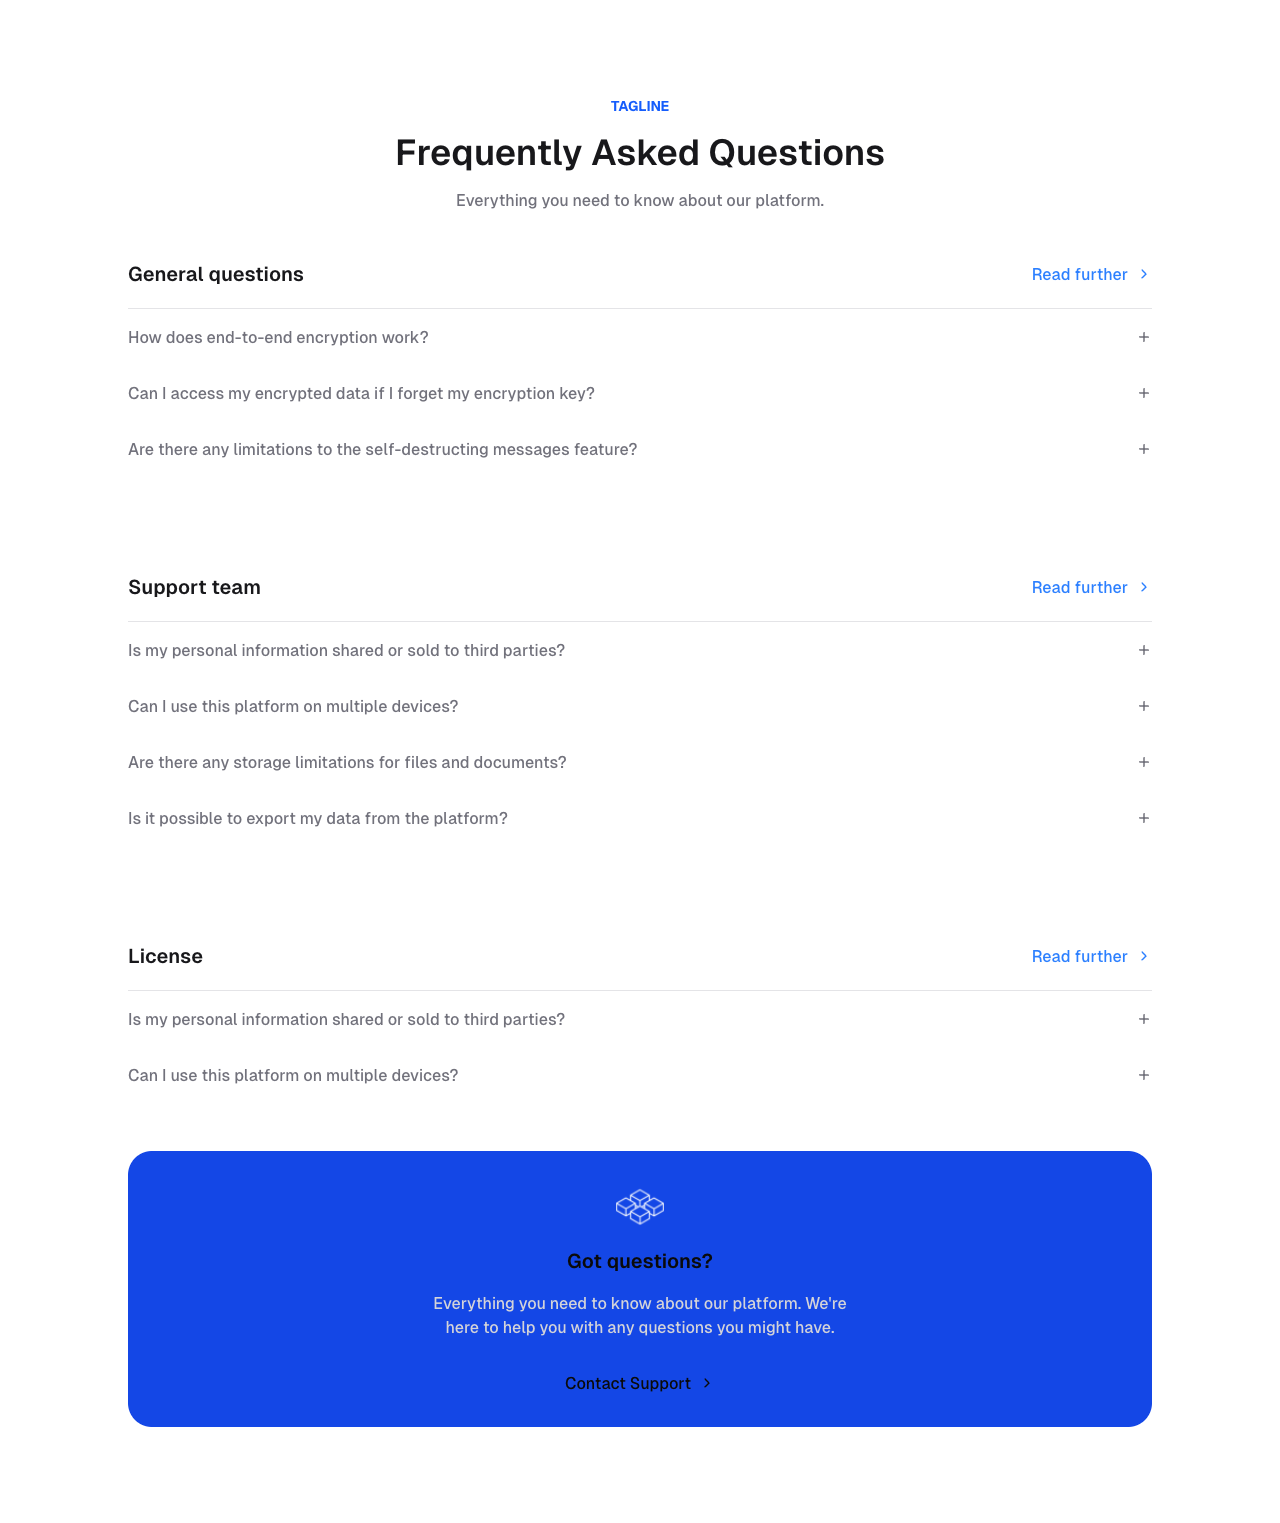 TAGLINE
Frequently Asked Questions
Everything you need to know about our platform.
General questions
Read further
How does end-to-end encryption work?
Can I access my encrypted data if I forget my encryption key?
Are there any limitations to the self-destructing messages feature?
Support team
Read further
Is my personal information shared or sold to third parties?
Can I use this platform on multiple devices?
Are there any storage limitations for files and documents?
Is it possible to export my data from the platform?
License
Read further
Is my personal information shared or sold to third parties?
Can I use this platform on multiple devices?
Got questions?
Everything you need to know about our platform. We're
here to help you with any questions you might have.
Contact Support